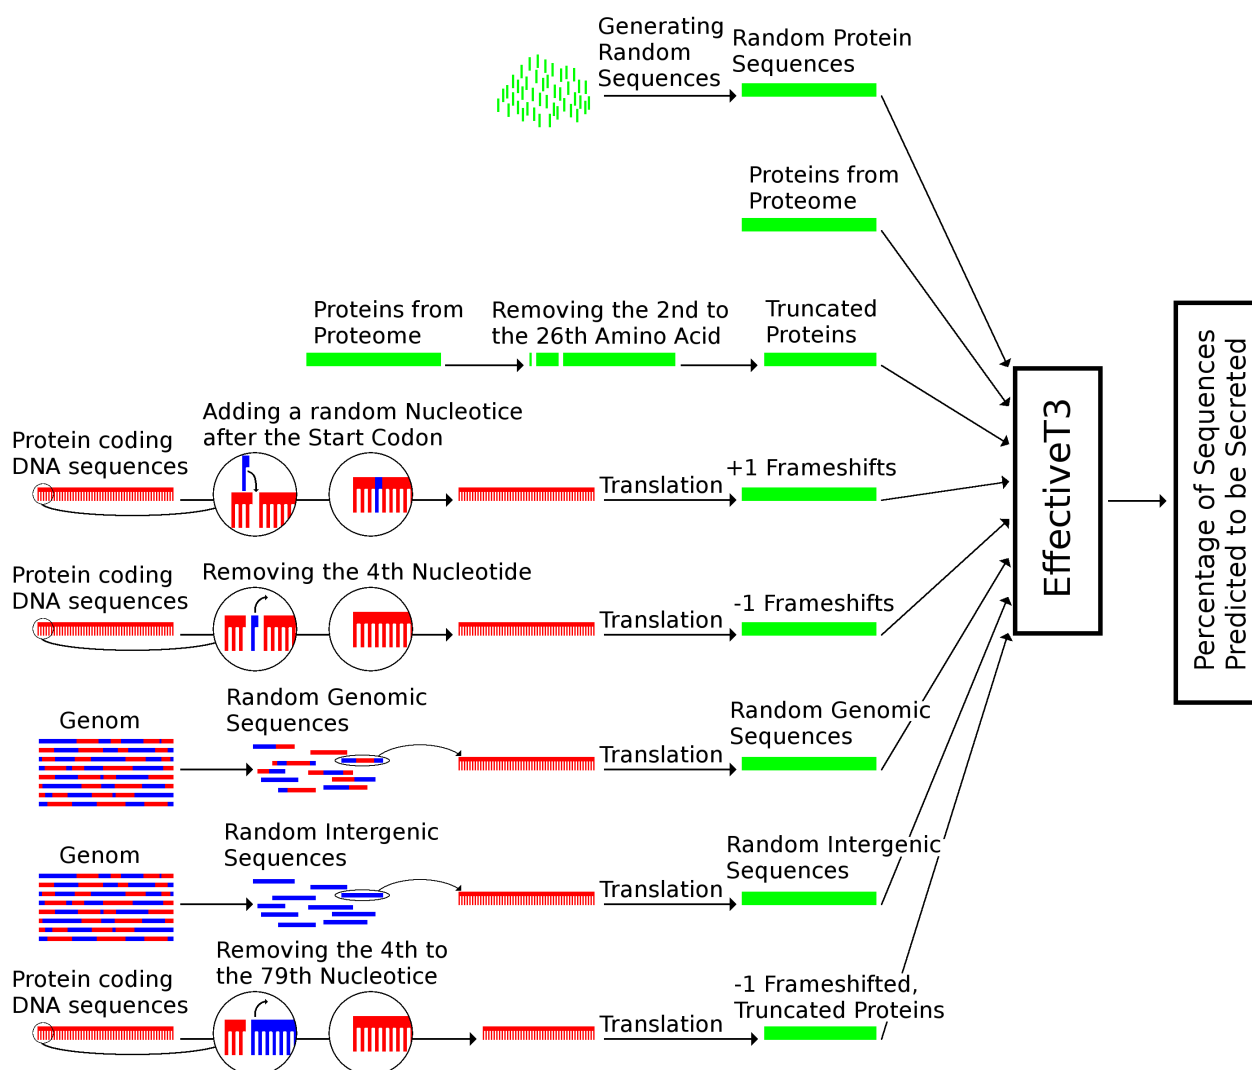 Generating
Random
Sequences
Random Protein
Sequences
Proteins from
Proteome
Proteins from
Proteome
Removing the 2nd to
the 26th Amino Acid
Truncated
Proteins
Adding a random Nucleotice
after the Start Codon
Protein coding
DNA sequences
Translation
+1 Frameshifts
Removing the 4th Nucleotide
Protein coding
DNA sequences
Translation
-1 Frameshifts
Genom
Random Genomic
Sequences
Translation
Random Genomic
Sequences
Genom
Random Intergenic
Sequences
Translation
Random Intergenic
Sequences
Removing the 4th to
the 79th Nucleotice
Protein coding
DNA sequences
Translation
-1 Frameshifted,
Truncated Proteins
EffectiveT3
Percentage of Sequences
Predicted to be Secreted